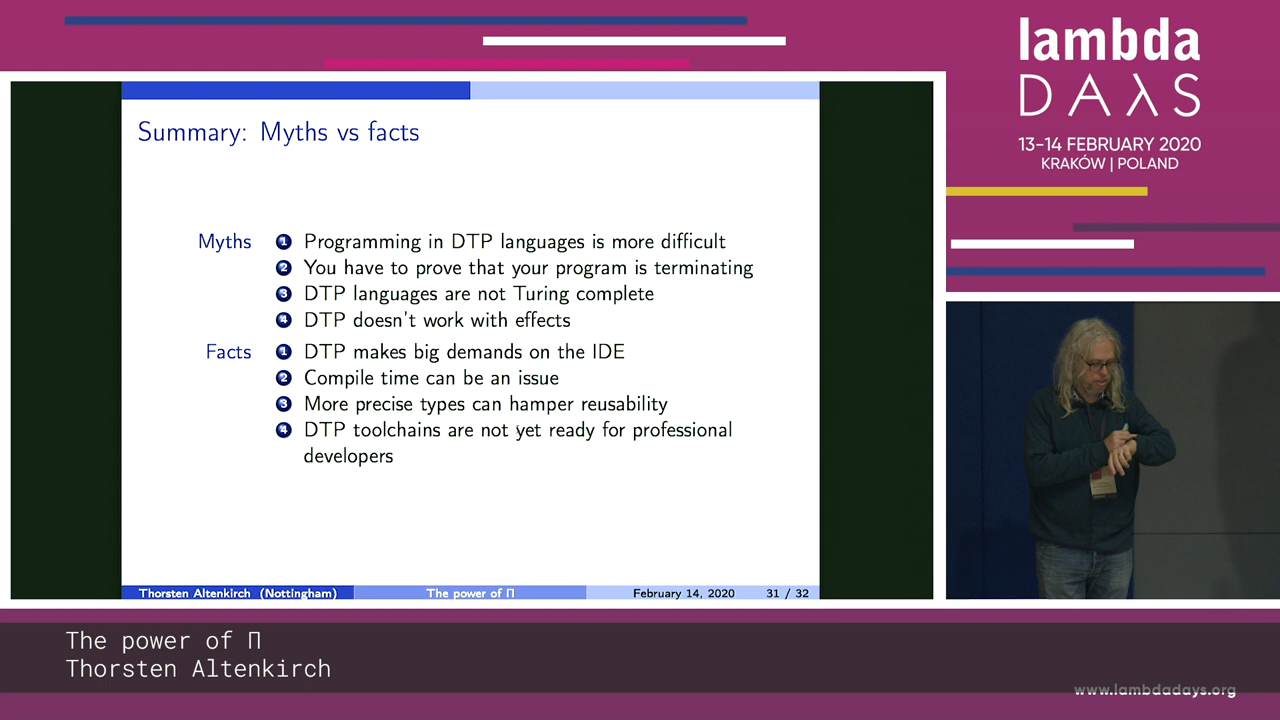 lambda
DAλS
13-14 FEBRUARY 2020
KRAKÓW | POLAND
Summary: Myths vs facts
Myths 1 Programming in DTP languages is more difficult
2 You have to prove that your program is terminating
3 DTP languages are not Turing complete
4 DTP doesn't work with effects
Facts 1 DTP makes big demands on the IDE
2 Compile time can be an issue
3 More precise types can hamper reusability
4 DTP toolchains are not yet ready for professional
developers
Thorsten Altenkirch (Nottingham) The power of Π February 14, 2020 31 / 32
The power of Π
Thorsten Altenkirch
www.lambdadays.org